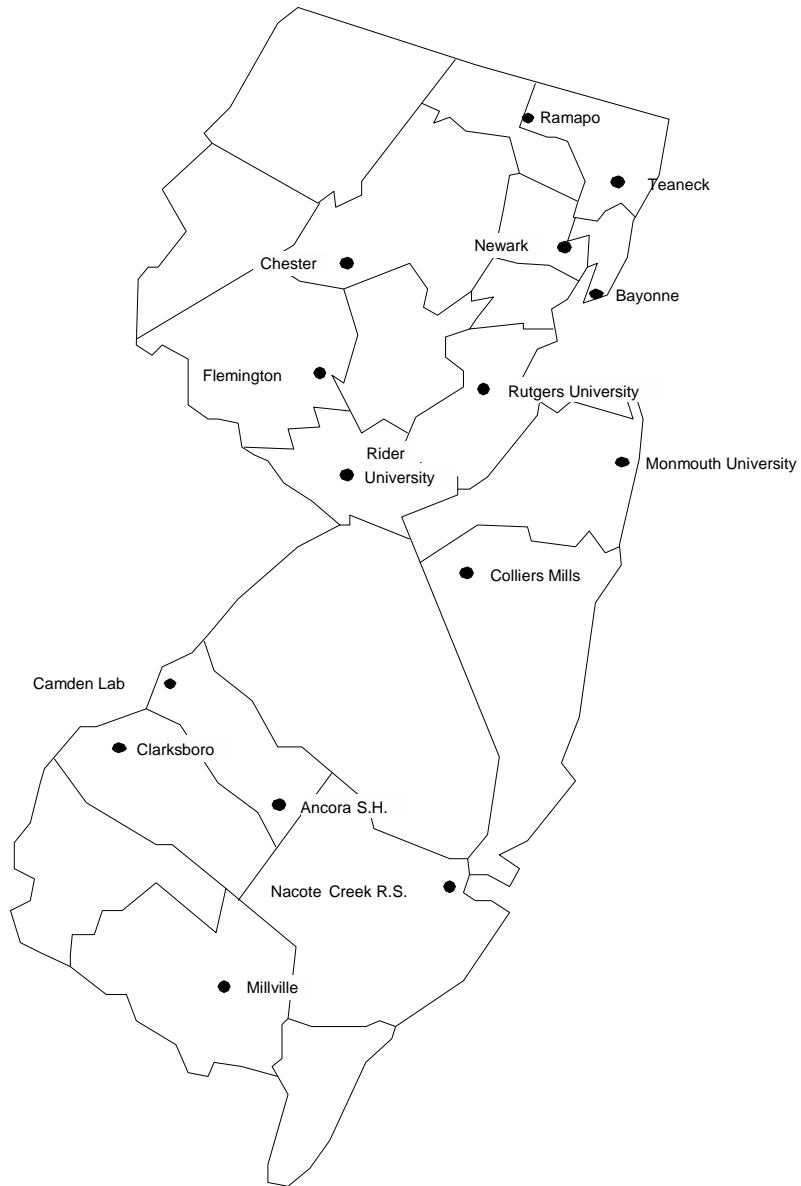 Ramapo
Teaneck
Newark
Chester
Bayonne
Flemington
Rutgers University
Rider
University
Monmouth University
Colliers Mills
Camden Lab
Clarksboro
Ancora S.H.
Nacote Creek R.S.
Millville